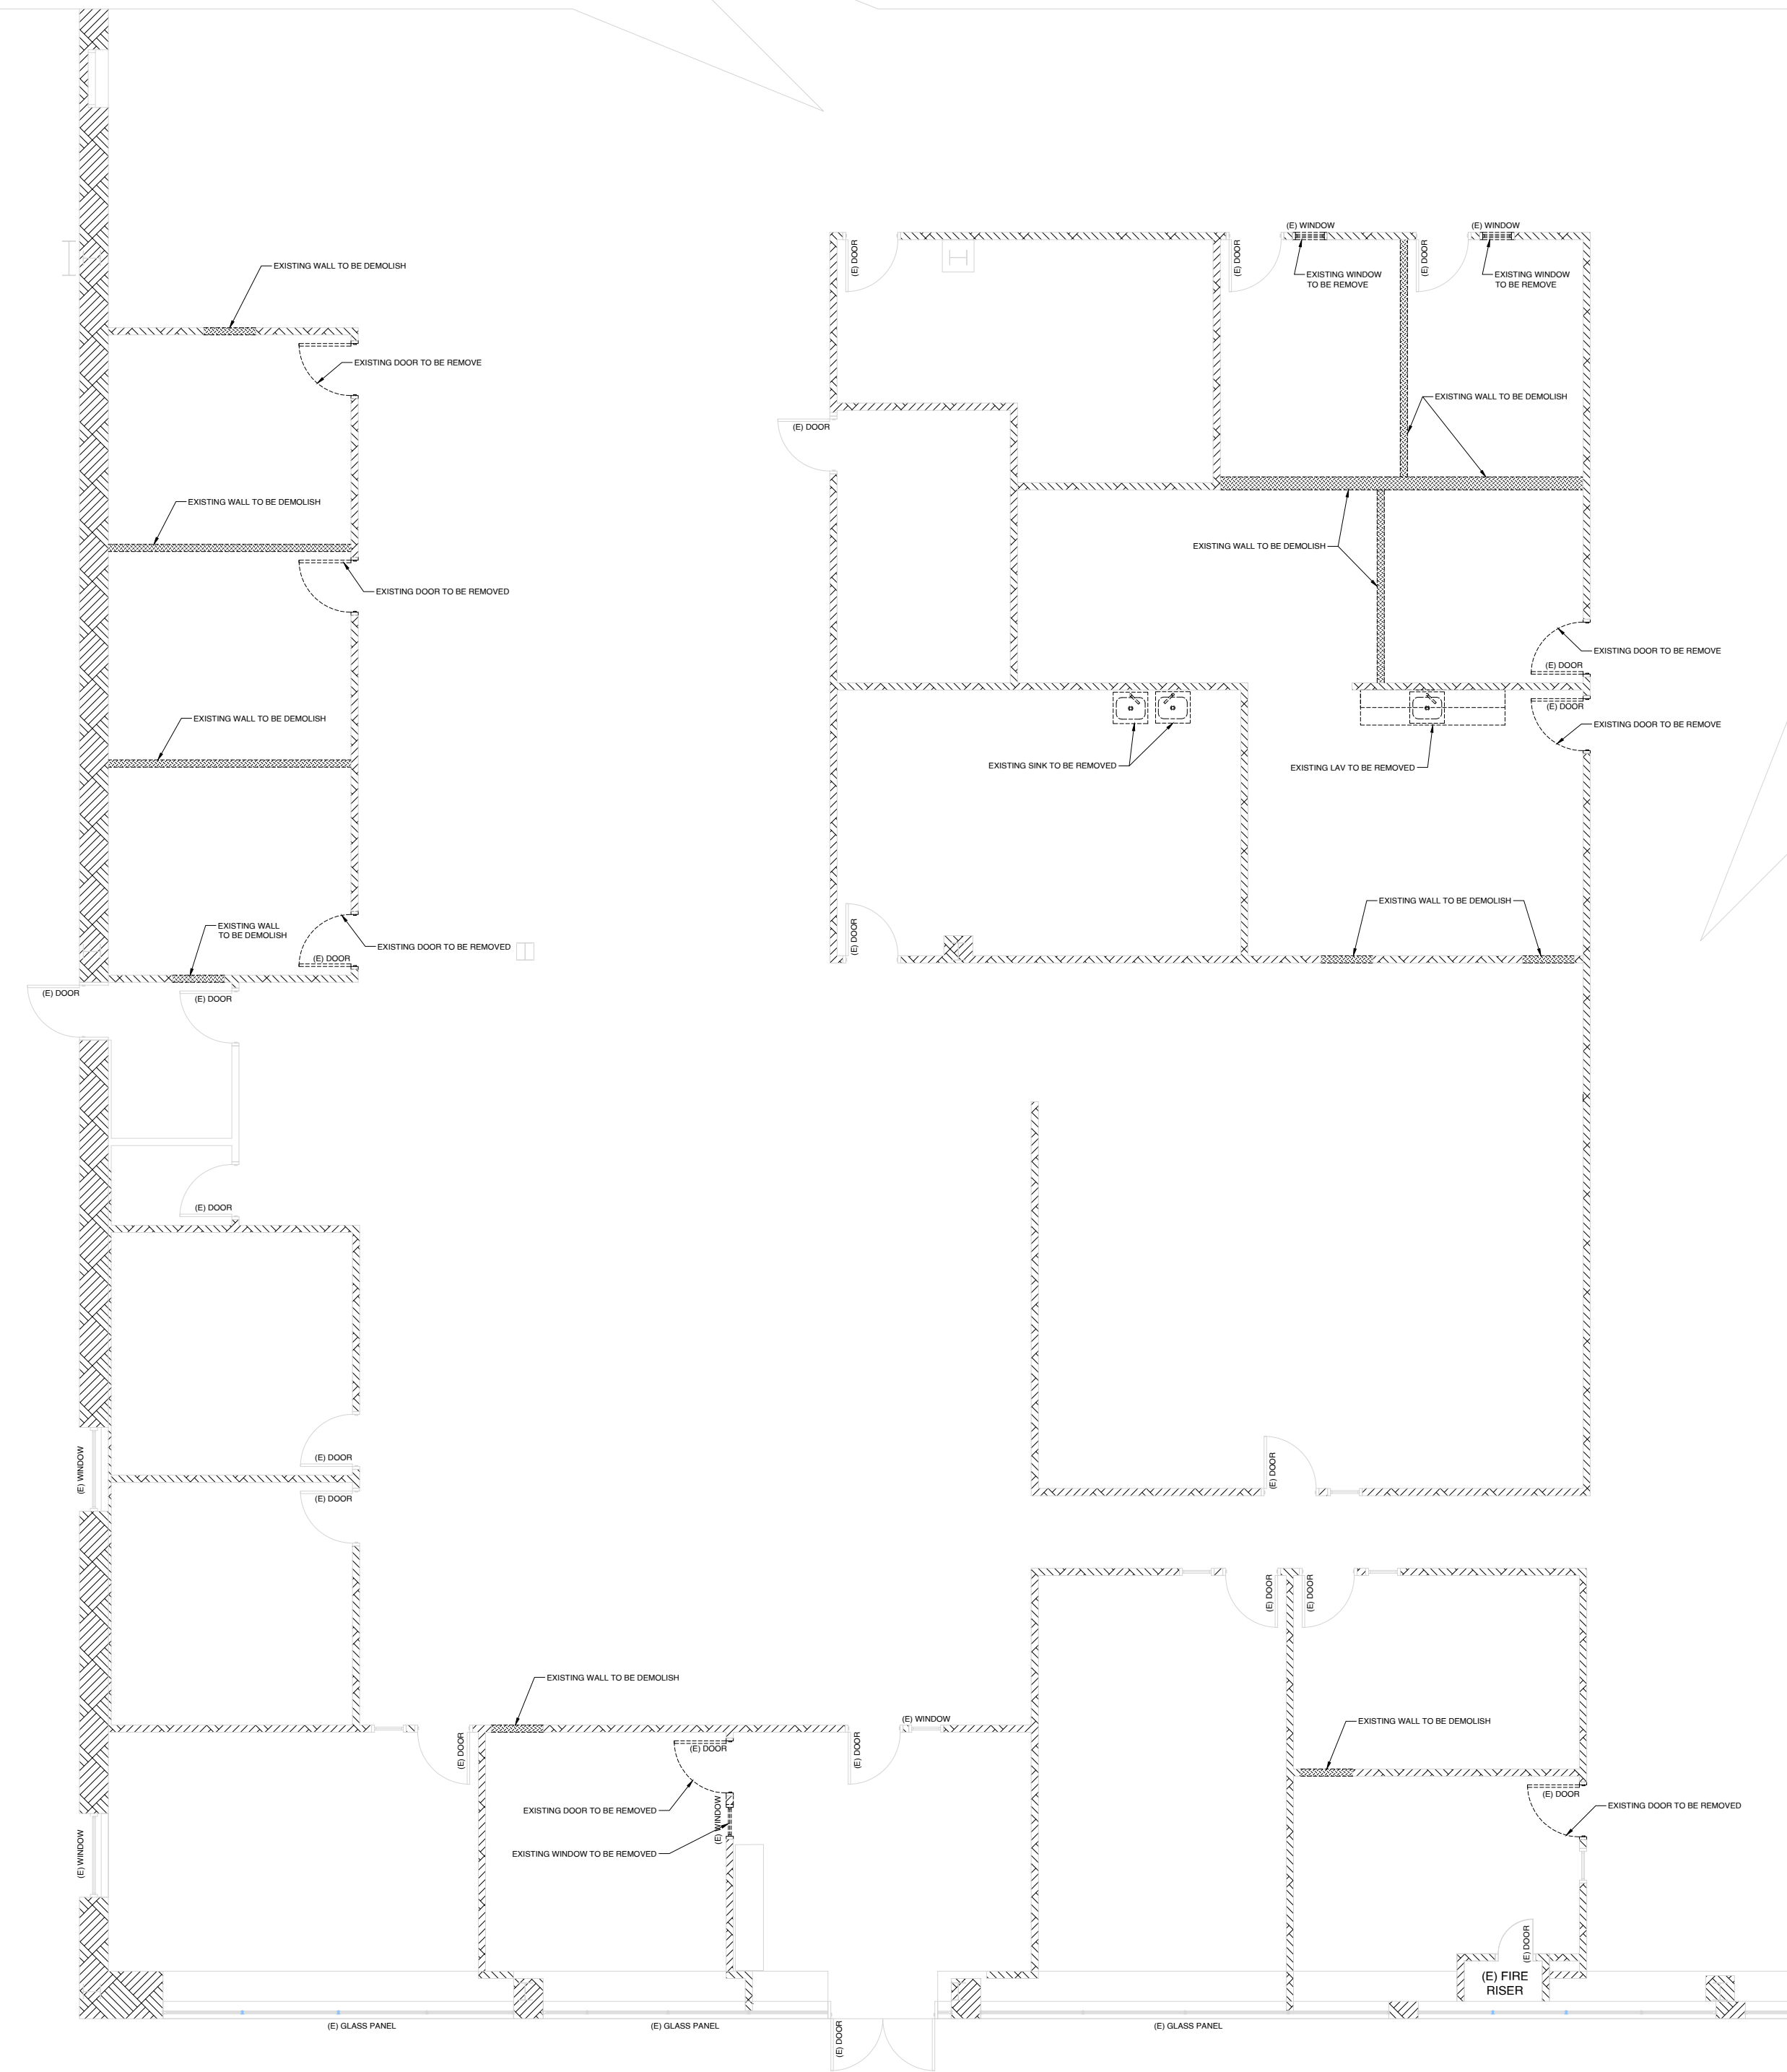 (E) WINDOW
(E) WINDOW
(E) DOOR
(E) DOOR
(E) DOOR
EXISTING WALL TO BE DEMOLISH
EXISTING WINDOW
TO BE REMOVE
EXISTING WINDOW
TO BE REMOVE
EXISTING DOOR TO BE REMOVE
EXISTING WALL TO BE DEMOLISH
(E) DOOR
EXISTING WALL TO BE DEMOLISH
EXISTING WALL TO BE DEMOLISH
EXISTING DOOR TO BE REMOVED
EXISTING DOOR TO BE REMOVE
(E) DOOR
(E) DOOR
EXISTING WALL TO BE DEMOLISH
EXISTING DOOR TO BE REMOVE
EXISTING SINK TO BE REMOVED
EXISTING LAV TO BE REMOVED
EXISTING WALL TO BE DEMOLISH
EXISTING WALL
TO BE DEMOLISH
(E) DOOR
EXISTING DOOR TO BE REMOVED
(E) DOOR
(E) DOOR
(E) DOOR
(E) DOOR
(E) WINDOW
(E) DOOR
(E) DOOR
(E) DOOR
(E) DOOR
(E) DOOR
EXISTING WALL TO BE DEMOLISH
(E) WINDOW
EXISTING WALL TO BE DEMOLISH
(E) DOOR
(E) DOOR
(E) DOOR
(E) DOOR
EXISTING DOOR TO BE REMOVED
EXISTING DOOR TO BE REMOVED
(E) WINDOW
(E) WINDOW
EXISTING WINDOW TO BE REMOVED
(E) DOOR
(E) FIRE
RISER
(E) GLASS PANEL
(E) GLASS PANEL
(E) DOOR
(E) GLASS PANEL